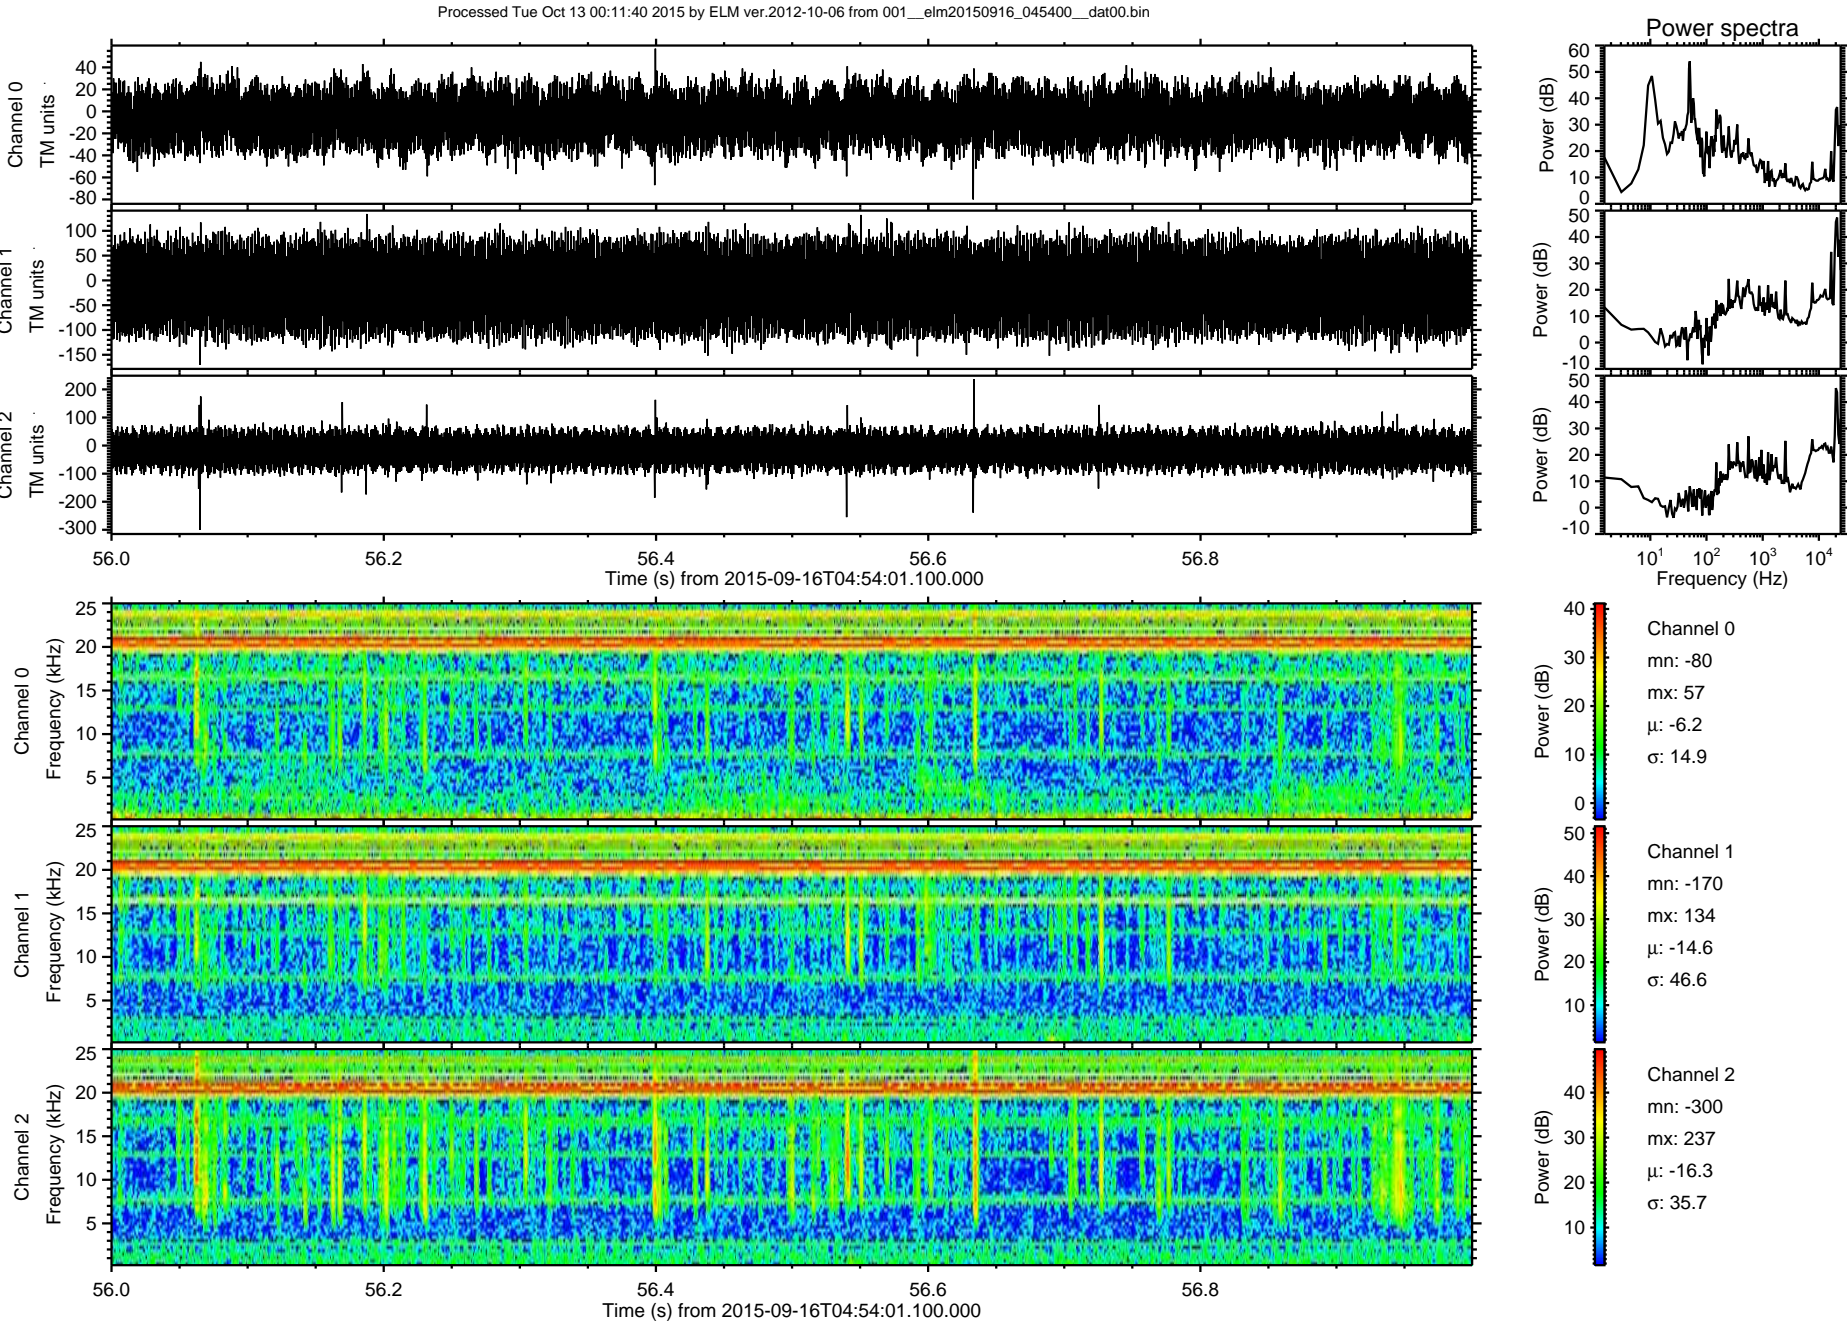 Processed Tue Oct 13 00:11:40 2015 by ELM ver.2012-10-06 from 001__elm20150916_045400__dat00.bin
Power spectra
Channel 0
TM units
40
20
0
-20
-40
-60
-80
Power (dB)
60
50
40
30
20
10
0
Channel 1
TM units
100
50
0
-50
-100
-150
Power (dB)
50
40
30
20
10
0
-10
Channel 2
TM units
200
100
0
-100
-200
-300
Power (dB)
50
40
30
20
10
0
-10
56.0 56.2 56.4 56.6 56.8
Time (s) from 2015-09-16T04:54:01.100.000
10¹ 10² 10³ 10⁴
Frequency (Hz)
Channel 0
Frequency (kHz)
25
20
15
10
5
Power (dB)
40
30
20
10
0
Channel 0
mn: -80
mx: 57
μ: -6.2
σ: 14.9
Channel 1
Frequency (kHz)
25
20
15
10
5
Power (dB)
50
40
30
20
10
Channel 1
mn: -170
mx: 134
μ: -14.6
σ: 46.6
Channel 2
Frequency (kHz)
25
20
15
10
5
Power (dB)
40
30
20
10
Channel 2
mn: -300
mx: 237
μ: -16.3
σ: 35.7
56.0 56.2 56.4 56.6 56.8
Time (s) from 2015-09-16T04:54:01.100.000